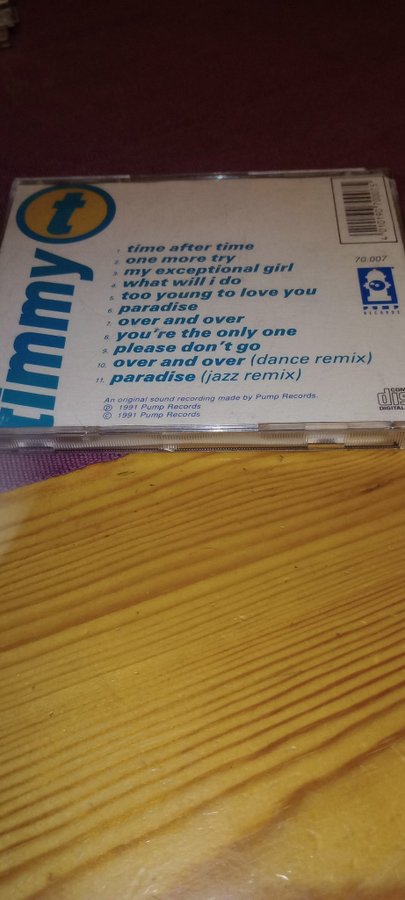 timmy t
1. time after time
2. one more try
3. my exceptional girl
4. what will i do
5. too young to love you
6. paradise
7. over and over
8. you're the only one
9. please don't go
10. over and over (dance remix)
11. paradise (jazz remix)
An original sound recording made by Pump Records.
℗ 1991 Pump Records
© 1991 Pump Records
70.007
PUMP
RECORDS
COM
dis
DIGITAL